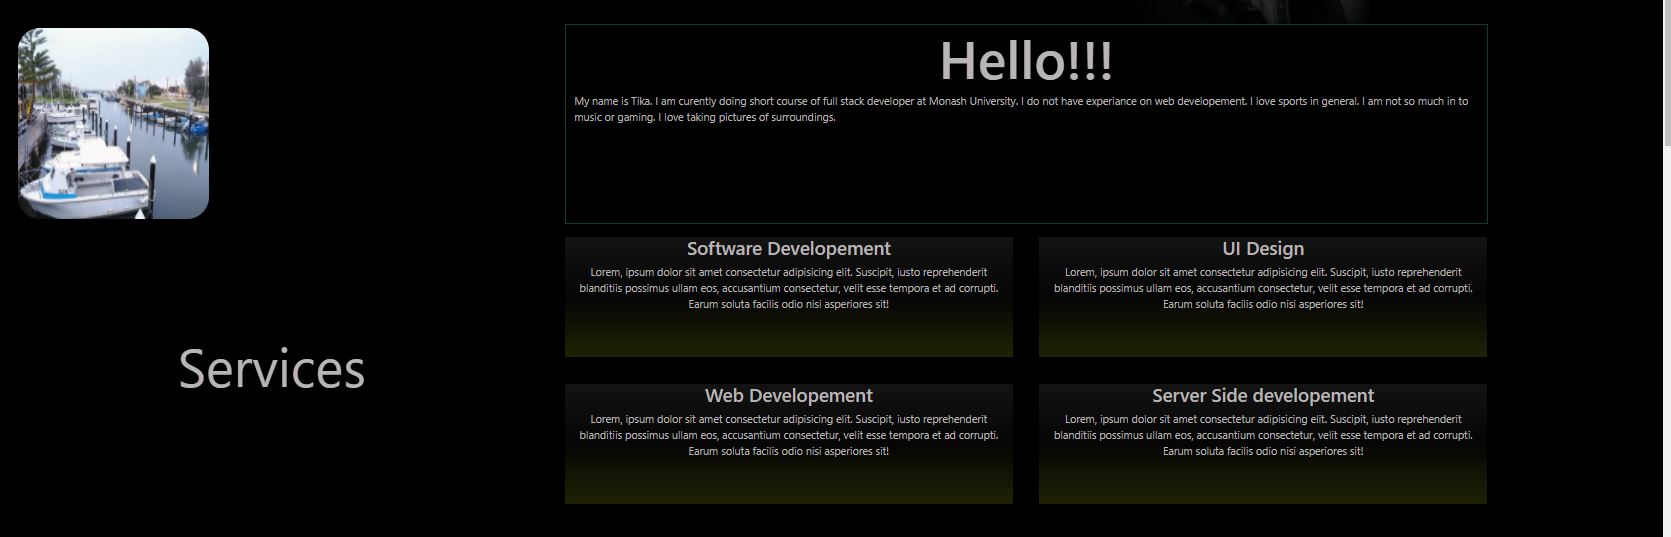 Hello!!!
My name is Tika. I am curently doing short course of full stack developer at Monash University. I do not have experiance on web developement. I love sports in general. I am not so much in to
music or gaming. I love taking pictures of surroundings.
Services
Software Developement
Lorem, ipsum dolor sit amet consectetur adipisicing elit. Suscipit, iusto reprehenderit
blanditiis possimus ullam eos, accusantium consectetur, velit esse tempora et ad corrupti.
Earum soluta facilis odio nisi asperiores sit!
UI Design
Lorem, ipsum dolor sit amet consectetur adipisicing elit. Suscipit, iusto reprehenderit
blanditiis possimus ullam eos, accusantium consectetur, velit esse tempora et ad corrupti.
Earum soluta facilis odio nisi asperiores sit!
Web Developement
Lorem, ipsum dolor sit amet consectetur adipisicing elit. Suscipit, iusto reprehenderit
blanditiis possimus ullam eos, accusantium consectetur, velit esse tempora et ad corrupti.
Earum soluta facilis odio nisi asperiores sit!
Server Side developement
Lorem, ipsum dolor sit amet consectetur adipisicing elit. Suscipit, iusto reprehenderit
blanditiis possimus ullam eos, accusantium consectetur, velit esse tempora et ad corrupti.
Earum soluta facilis odio nisi asperiores sit!